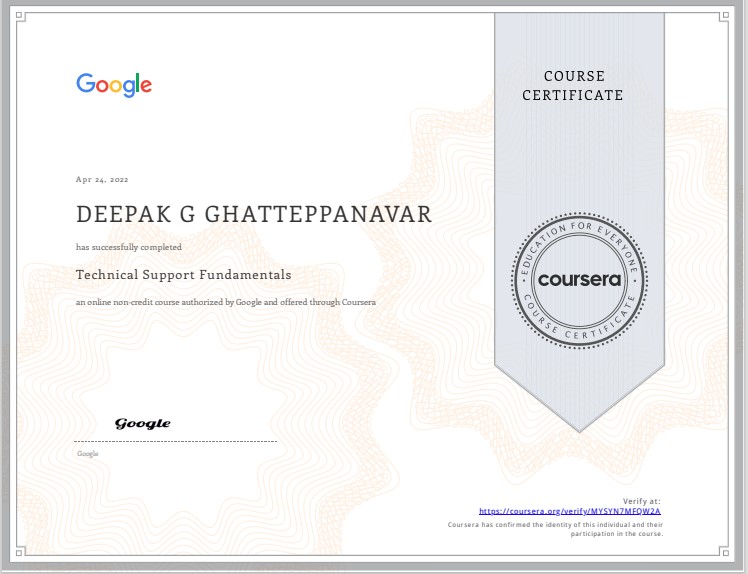 Google
COURSE
CERTIFICATE
Apr 24, 2022
DEEPAK G GHATTEPPANAVAR
has successfully completed
Technical Support Fundamentals
an online non-credit course authorized by Google and offered through Coursera
EDUCATION FOR EVERYONE
coursera
COURSE CERTIFICATE
Google
Google
Verify at:
https://coursera.org/verify/MYSYN7MFQW2A
Coursera has confirmed the identity of this individual and their
participation in the course.